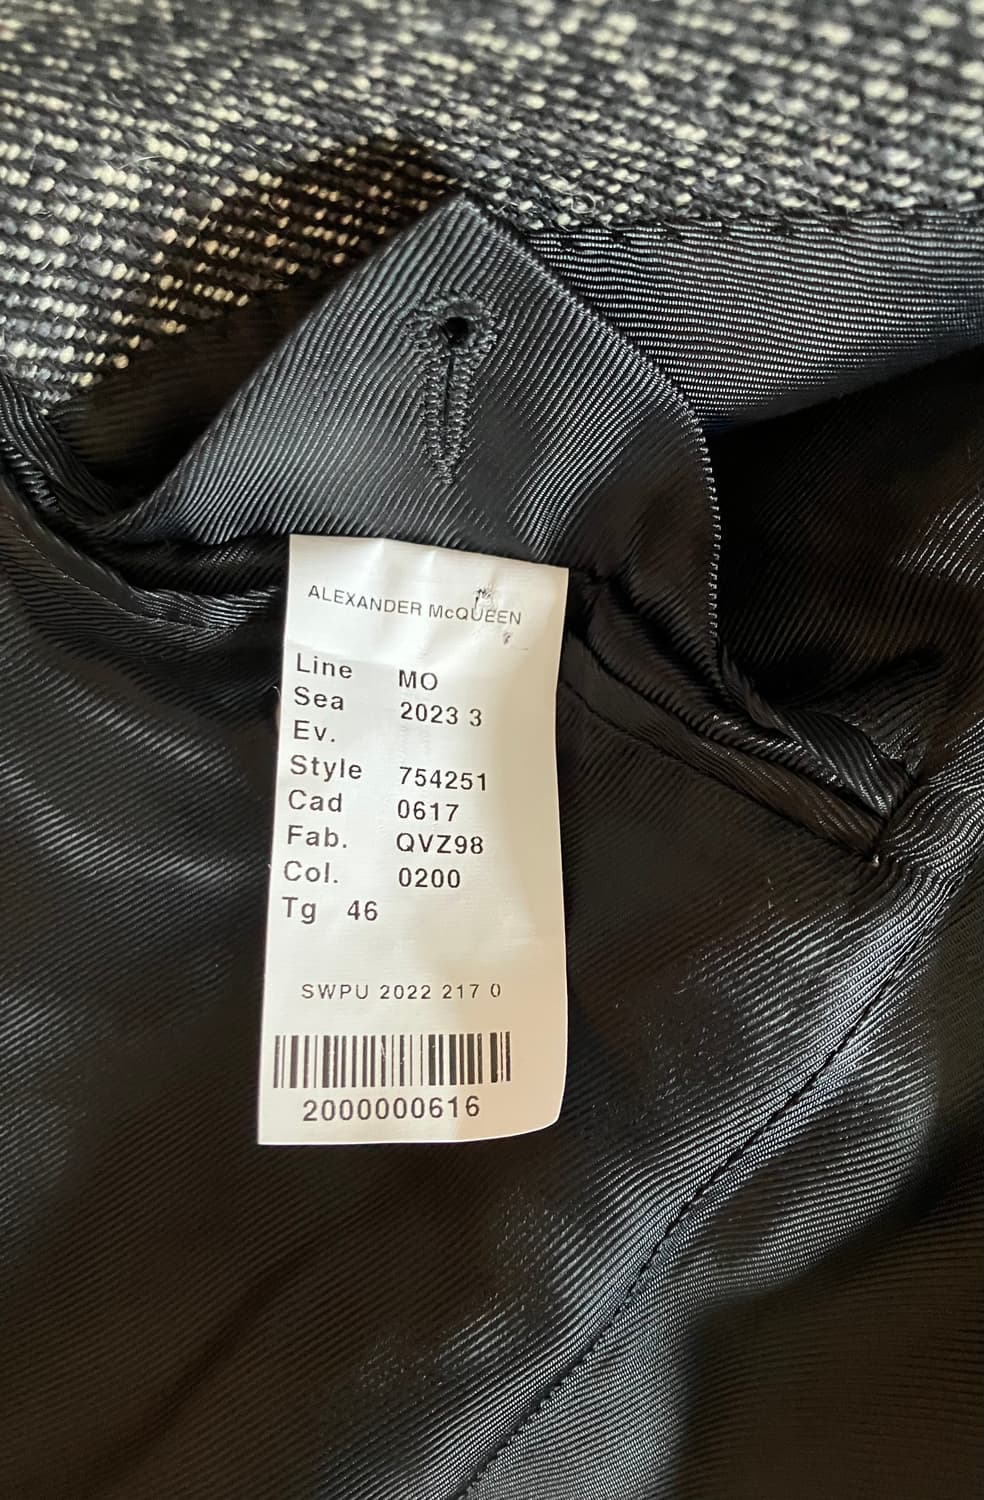 ALEXANDER McQUEEN
Line MO
Sea 2023 3
Ev.
Style 754251
Cad 0617
Fab. QVZ98
Col. 0200
Tg 46
SWPU 2022 217 0
2000000616